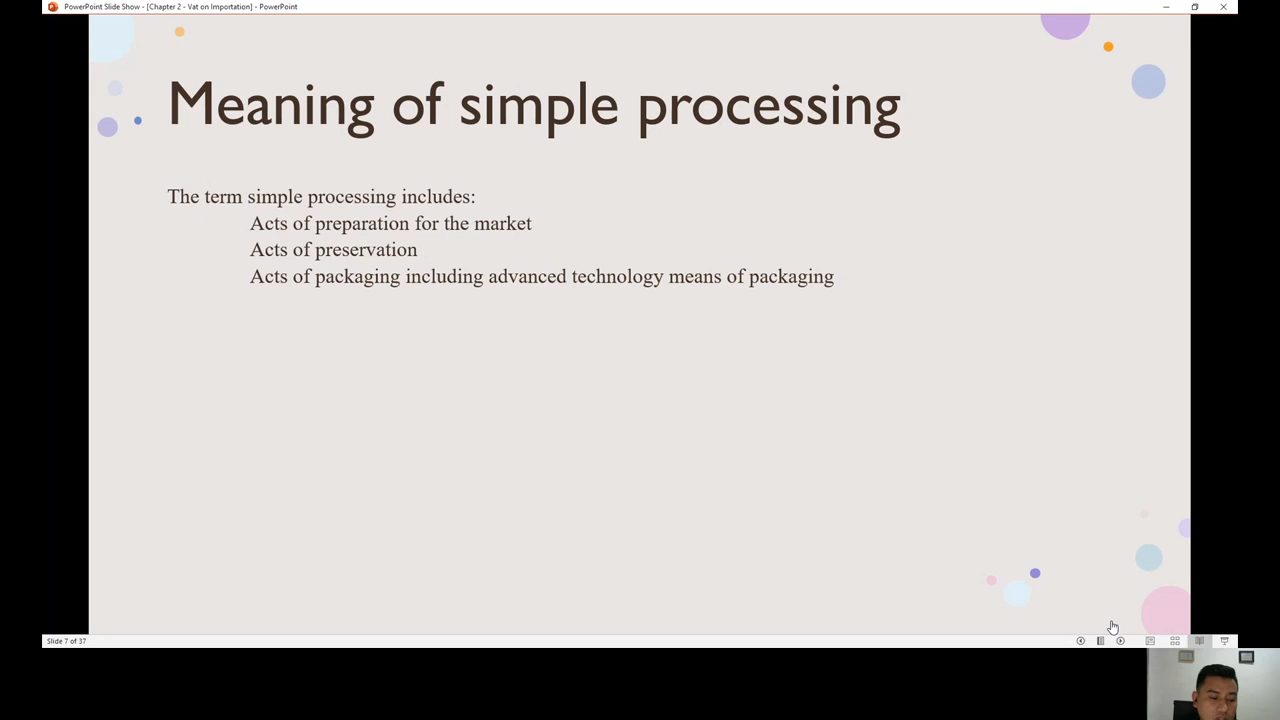 PowerPoint Slide Show - [Chapter 2 - Vat on Importation] - PowerPoint
Meaning of simple processing
The term simple processing includes:
Acts of preparation for the market
Acts of preservation
Acts of packaging including advanced technology means of packaging
Slide 7 of 37